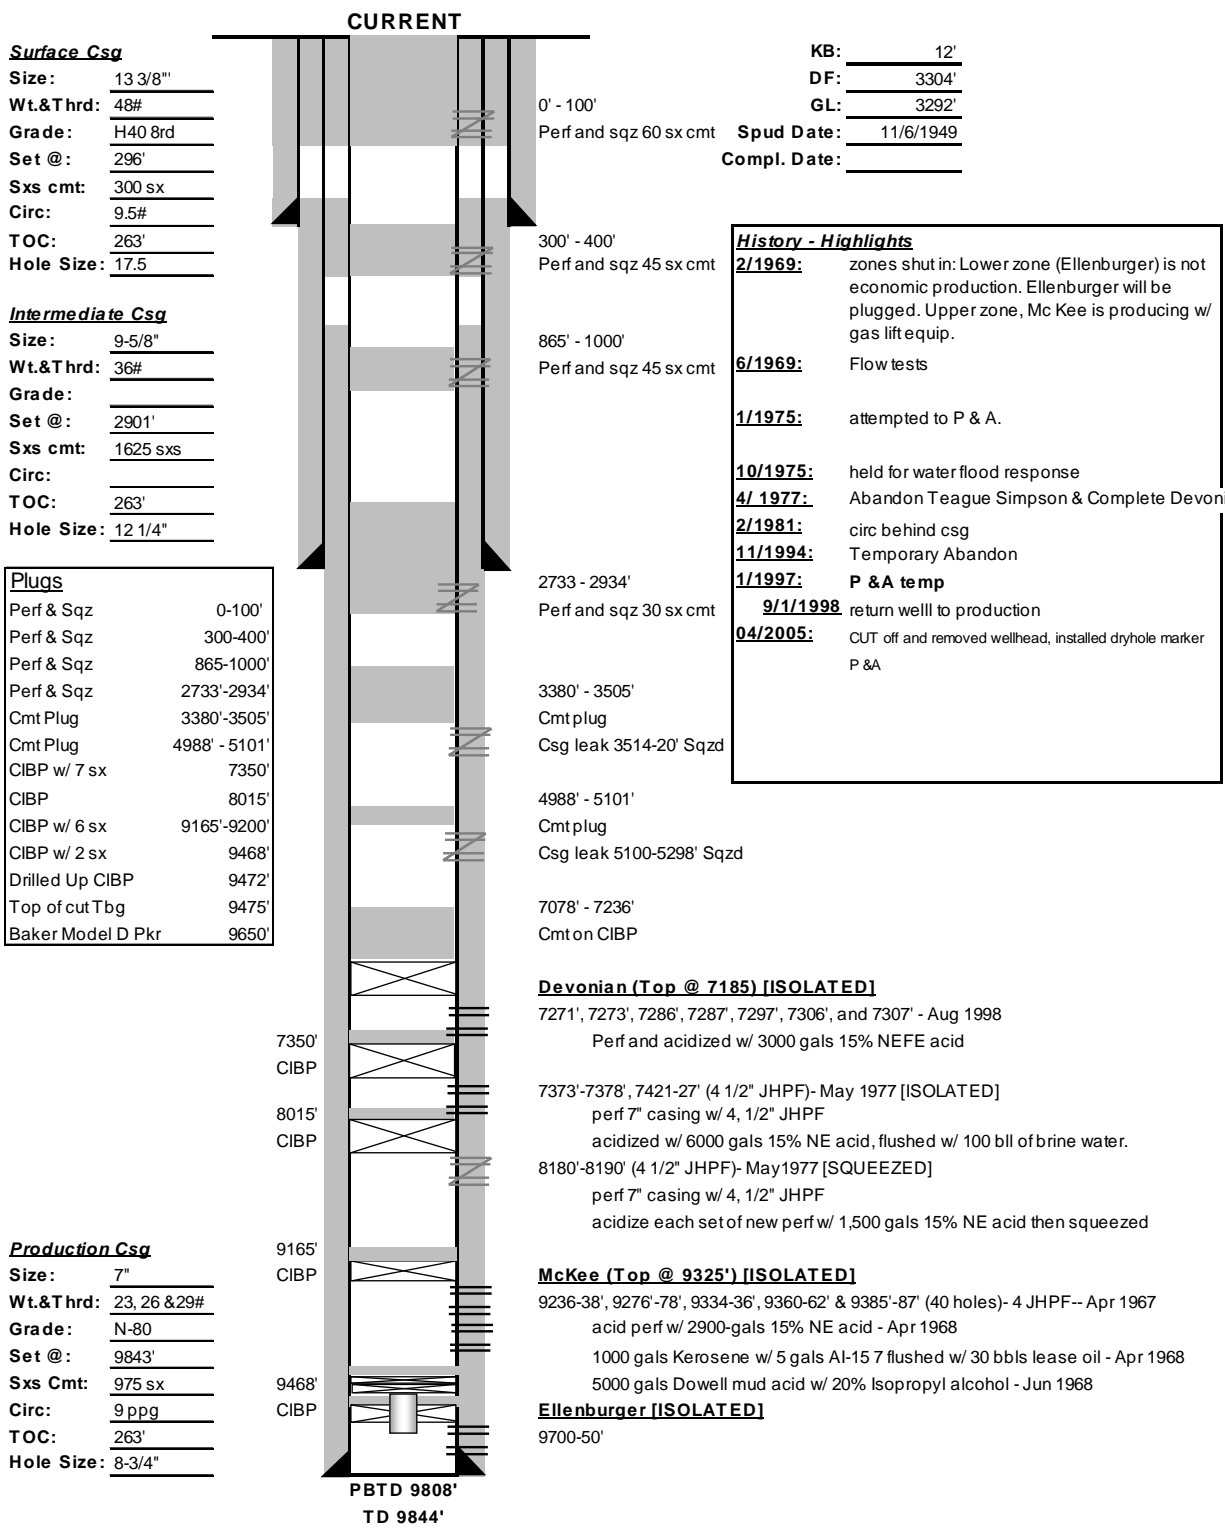 CURRENT
Surface Csg
Size: 13 3/8"'
Wt.&Thrd: 48#
Grade: H40 8rd
Set @: 296'
Sxs cmt: 300 sx
Circ: 9.5#
TOC: 263'
Hole Size: 17.5
Intermediate Csg
Size: 9-5/8"
Wt.&Thrd: 36#
Grade:
Set @: 2901'
Sxs cmt: 1625 sxs
Circ:
TOC: 263'
Hole Size: 12 1/4"
Plugs
Perf & Sqz 0-100'
Perf & Sqz 300-400'
Perf & Sqz 865-1000'
Perf & Sqz 2733'-2934'
Cmt Plug 3380'-3505'
Cmt Plug 4988' - 5101'
CIBP w/ 7 sx 7350'
CIBP 8015'
CIBP w/ 6 sx 9165'-9200'
CIBP w/ 2 sx 9468'
Drilled Up CIBP 9472'
Top of cut Tbg 9475'
Baker Model D Pkr 9650'
7350'
CIBP
8015'
CIBP
9165'
CIBP
9468'
CIBP
Production Csg
Size: 7"
Wt.&Thrd: 23, 26 &29#
Grade: N-80
Set @: 9843'
Sxs Cmt: 975 sx
Circ: 9 ppg
TOC: 263'
Hole Size: 8-3/4"
PBTD 9808'
TD 9844'
0' - 100'
Perf and sqz 60 sx cmt
300' - 400'
Perf and sqz 45 sx cmt
865' - 1000'
Perf and sqz 45 sx cmt
2733 - 2934'
Perf and sqz 30 sx cmt
3380' - 3505'
Cmt plug
Csg leak 3514-20' Sqzd
4988' - 5101'
Cmt plug
Csg leak 5100-5298' Sqzd
7078' - 7236'
Cmt on CIBP
Devonian (Top @ 7185) [ISOLATED]
7271', 7273', 7286', 7287', 7297', 7306', and 7307' - Aug 1998
Perf and acidized w/ 3000 gals 15% NEFE acid
7373'-7378', 7421-27' (4 1/2" JHPF)- May 1977 [ISOLATED]
perf 7" casing w/ 4, 1/2" JHPF
acidized w/ 6000 gals 15% NE acid, flushed w/ 100 bll of brine water.
8180'-8190' (4 1/2" JHPF)- May1977 [SQUEEZED]
perf 7" casing w/ 4, 1/2" JHPF
acidize each set of new perf w/ 1,500 gals 15% NE acid then squeezed
McKee (Top @ 9325') [ISOLATED]
9236-38', 9276'-78', 9334-36', 9360-62' & 9385'-87' (40 holes)- 4 JHPF-- Apr 1967
acid perf w/ 2900-gals 15% NE acid - Apr 1968
1000 gals Kerosene w/ 5 gals AI-15 7 flushed w/ 30 bbls lease oil - Apr 1968
5000 gals Dowell mud acid w/ 20% Isopropyl alcohol - Jun 1968
Ellenburger [ISOLATED]
9700-50'
KB: 12'
DF: 3304'
GL: 3292'
Spud Date: 11/6/1949
Compl. Date:
History - Highlights
2/1969: zones shut in: Lower zone (Ellenburger) is not
economic production. Ellenburger will be
plugged. Upper zone, Mc Kee is producing w/
gas lift equip.
6/1969: Flow tests
1/1975: attempted to P & A.
10/1975: held for water flood response
4/ 1977: Abandon Teague Simpson & Complete Devoni
2/1981: circ behind csg
11/1994: Temporary Abandon
1/1997: P &A temp
9/1/1998 return welll to production
04/2005: CUT off and removed wellhead, installed dryhole marker
P &A